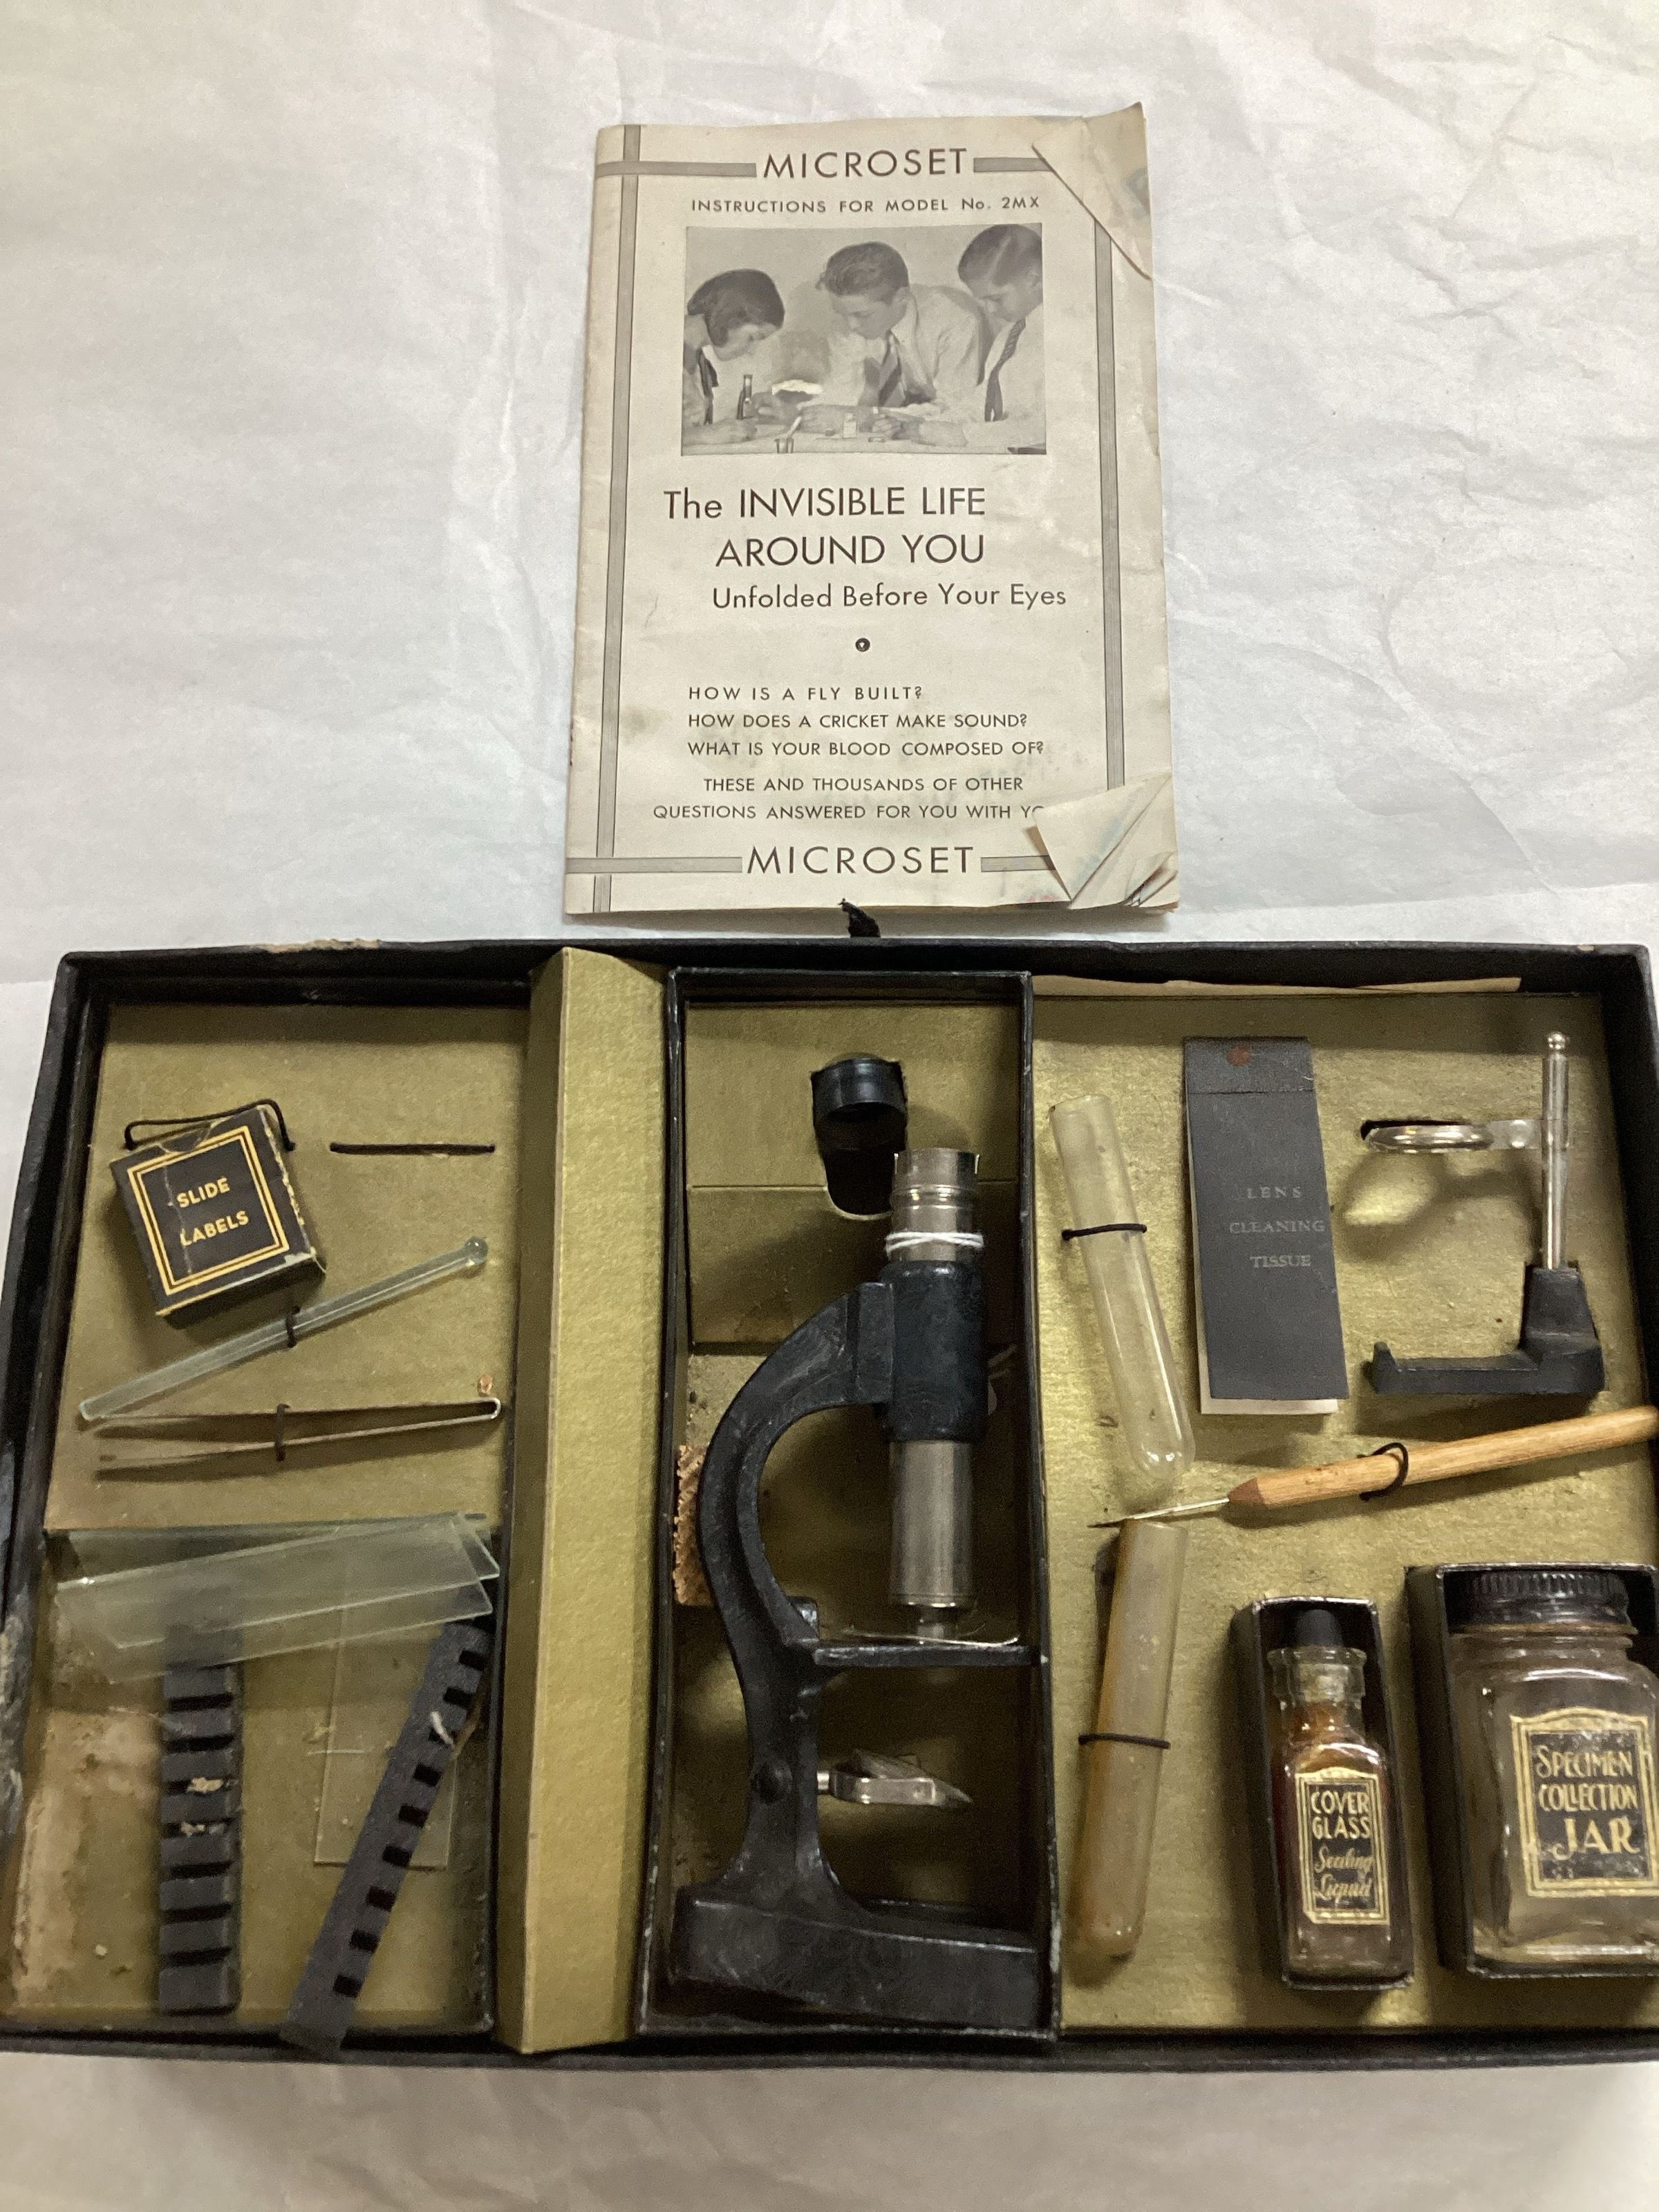 MICROSET
INSTRUCTIONS FOR MODEL No. 2MX
The INVISIBLE LIFE
AROUND YOU
Unfolded Before Your Eyes
HOW IS A FLY BUILT?
HOW DOES A CRICKET MAKE SOUND?
WHAT IS YOUR BLOOD COMPOSED OF?
THESE AND THOUSANDS OF OTHER
QUESTIONS ANSWERED FOR YOU WITH
MICROSET
SLIDE
LABELS
LENS
CLEANING
TISSUE
COVER
GLASS
Sealing
Liquid
SPECIMEN
COLLECTION
JAR